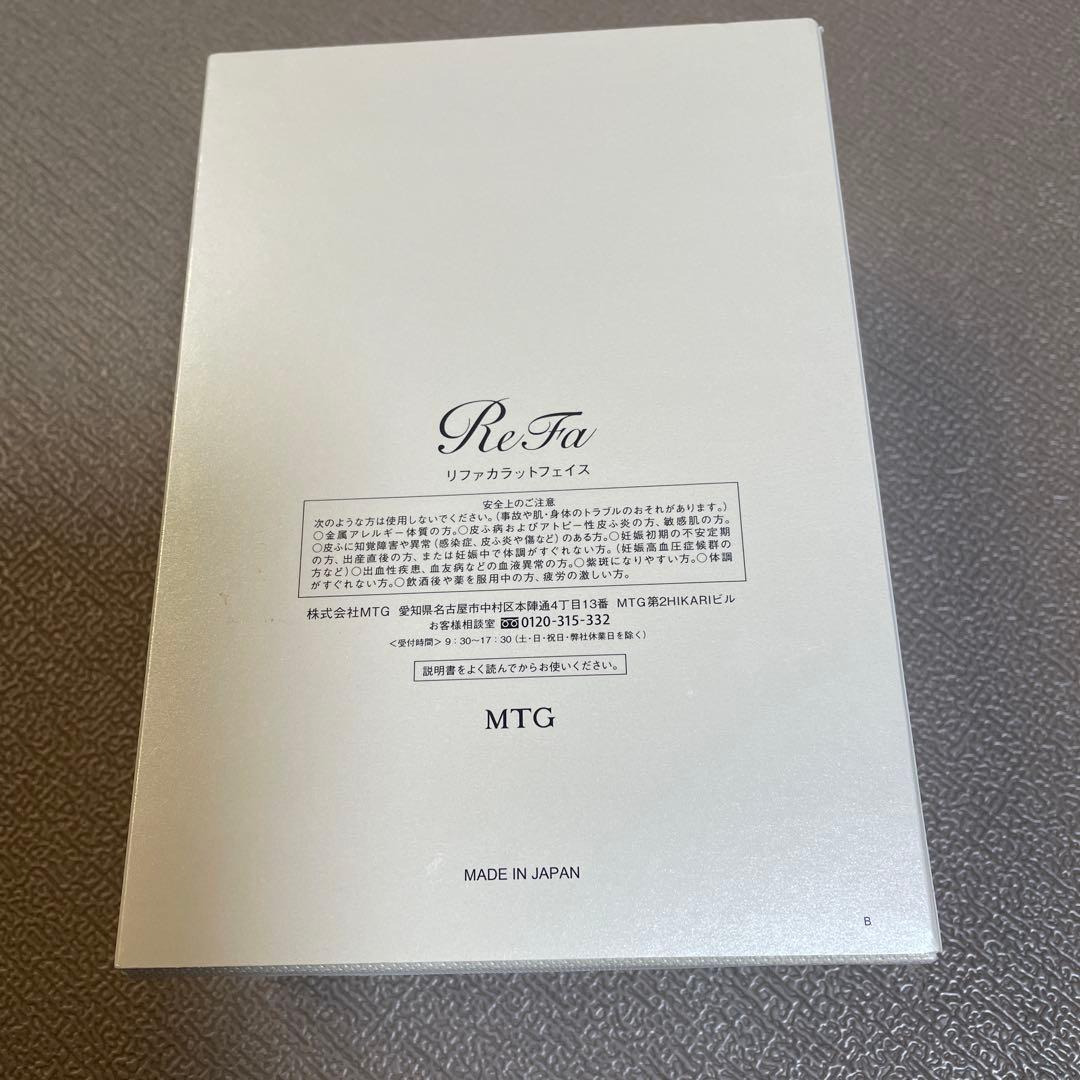 ReFa
リファカラットフェイス
安全上のご注意
次のような方は使用しないでください。(事故や肌・身体のトラブルのおそれがあります。)
○金属アレルギー体質の方。○皮ふ病およびアトピー性皮ふ炎の方、敏感肌の方。
○皮ふに知覚障害や異常(感染症、皮ふ炎や傷など)のある方。○妊娠初期の不安定期
の方、出産直後の方、または妊娠中で体調がすぐれない方。(妊娠高血圧症候群の
方など)○出血性疾患、血友病などの血液異常の方。○紫斑になりやすい方。○体調
がすぐれない方。○飲酒後や薬を服用中の方、疲労の激しい方。
株式会社MTG 愛知県名古屋市中村区本陣通4丁目13番 MTG第2HIKARIビル
お客様相談室 0120-315-332
<受付時間>9:30〜17:30(土・日・祝日・弊社休業日を除く)
説明書をよく読んでからお使いください。
MTG
MADE IN JAPAN
B